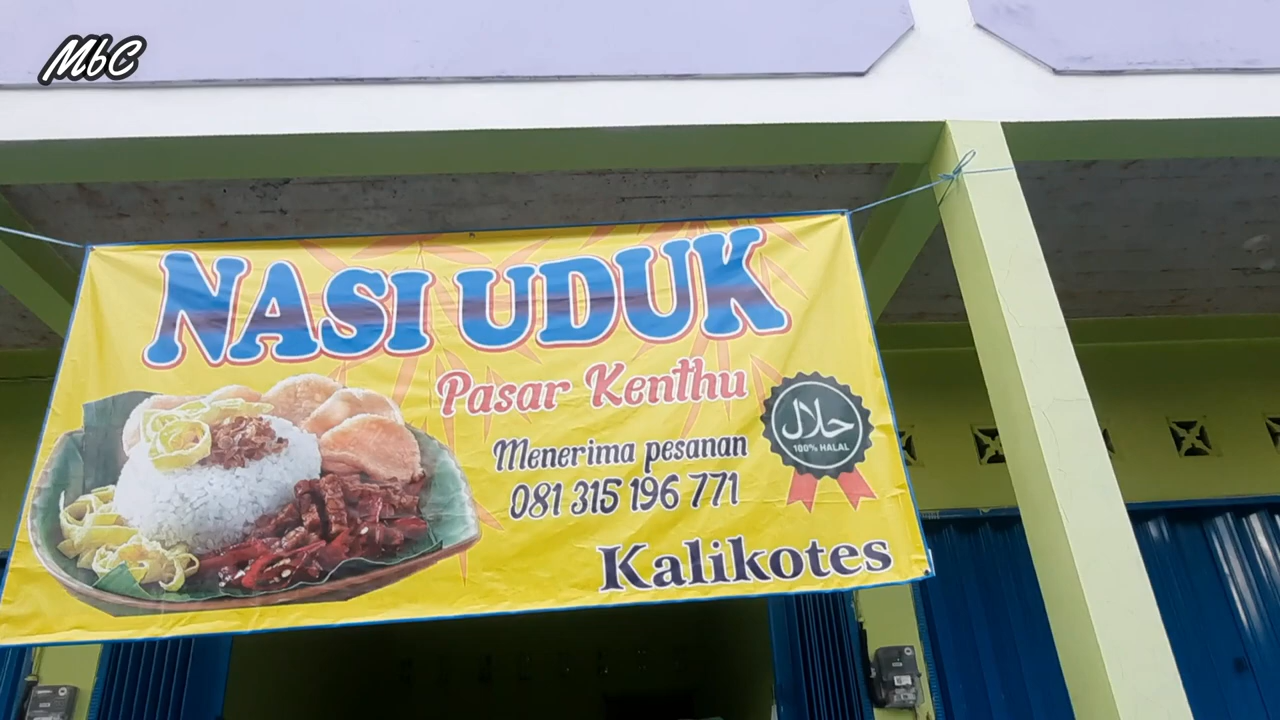 MbC
NASI UDUK
Pasar Kenthu
Menerima pesanan
081 315 196 771
حلال
100% HALAL
Kalikotes